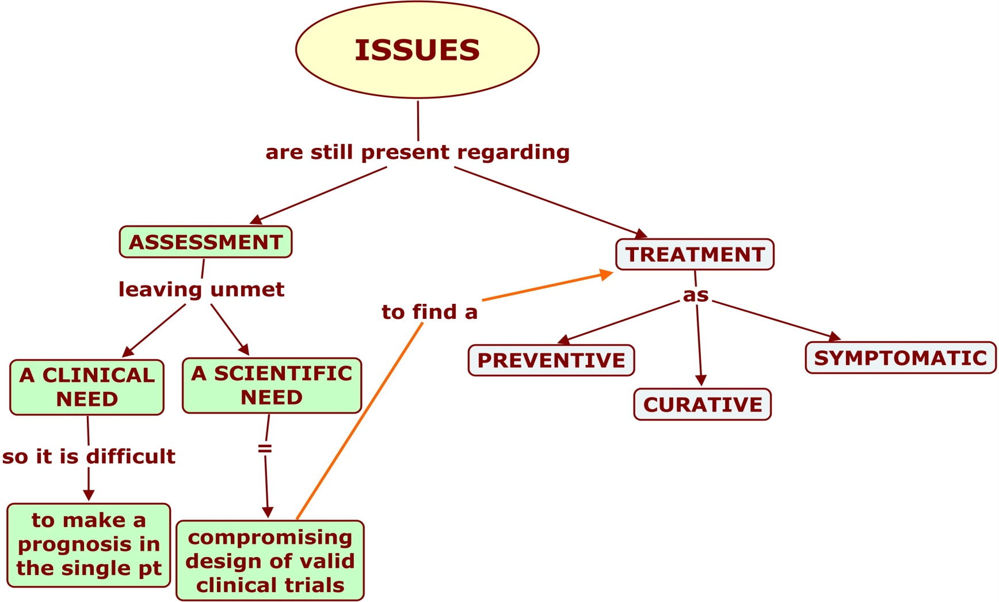 ISSUES
are still present regarding
ASSESSMENT
TREATMENT
leaving unmet
as
to find a
PREVENTIVE
SYMPTOMATIC
A CLINICAL
NEED
A SCIENTIFIC
NEED
CURATIVE
so it is difficult
=
to make a
prognosis in
the single pt
compromising
design of valid
clinical trials